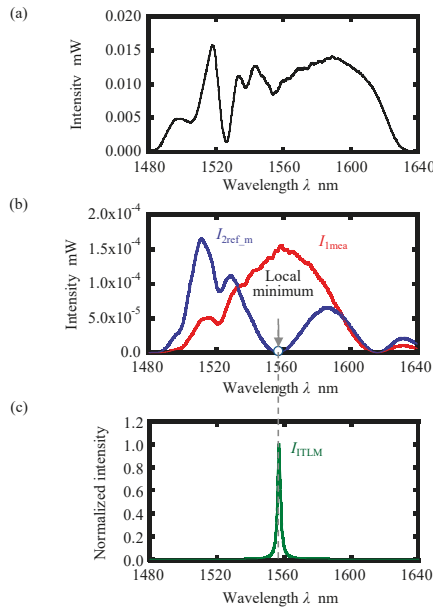 (a)
0.020
0.015
0.010
0.005
0.000
Intensity mW
1480 1520 1560 1600 1640
Wavelength λ nm
(b)
2.0x10-4
1.5x10-4
1.0x10-4
5.0x10-5
0.0
Intensity mW
I2ref_m
I1mea
Local
minimum
1480 1520 1560 1600 1640
Wavelength λ nm
(c)
1.2
1.0
0.8
0.6
0.4
0.2
0.0
Normalized intensity
IITLM
1480 1520 1560 1600 1640
Wavelength λ nm